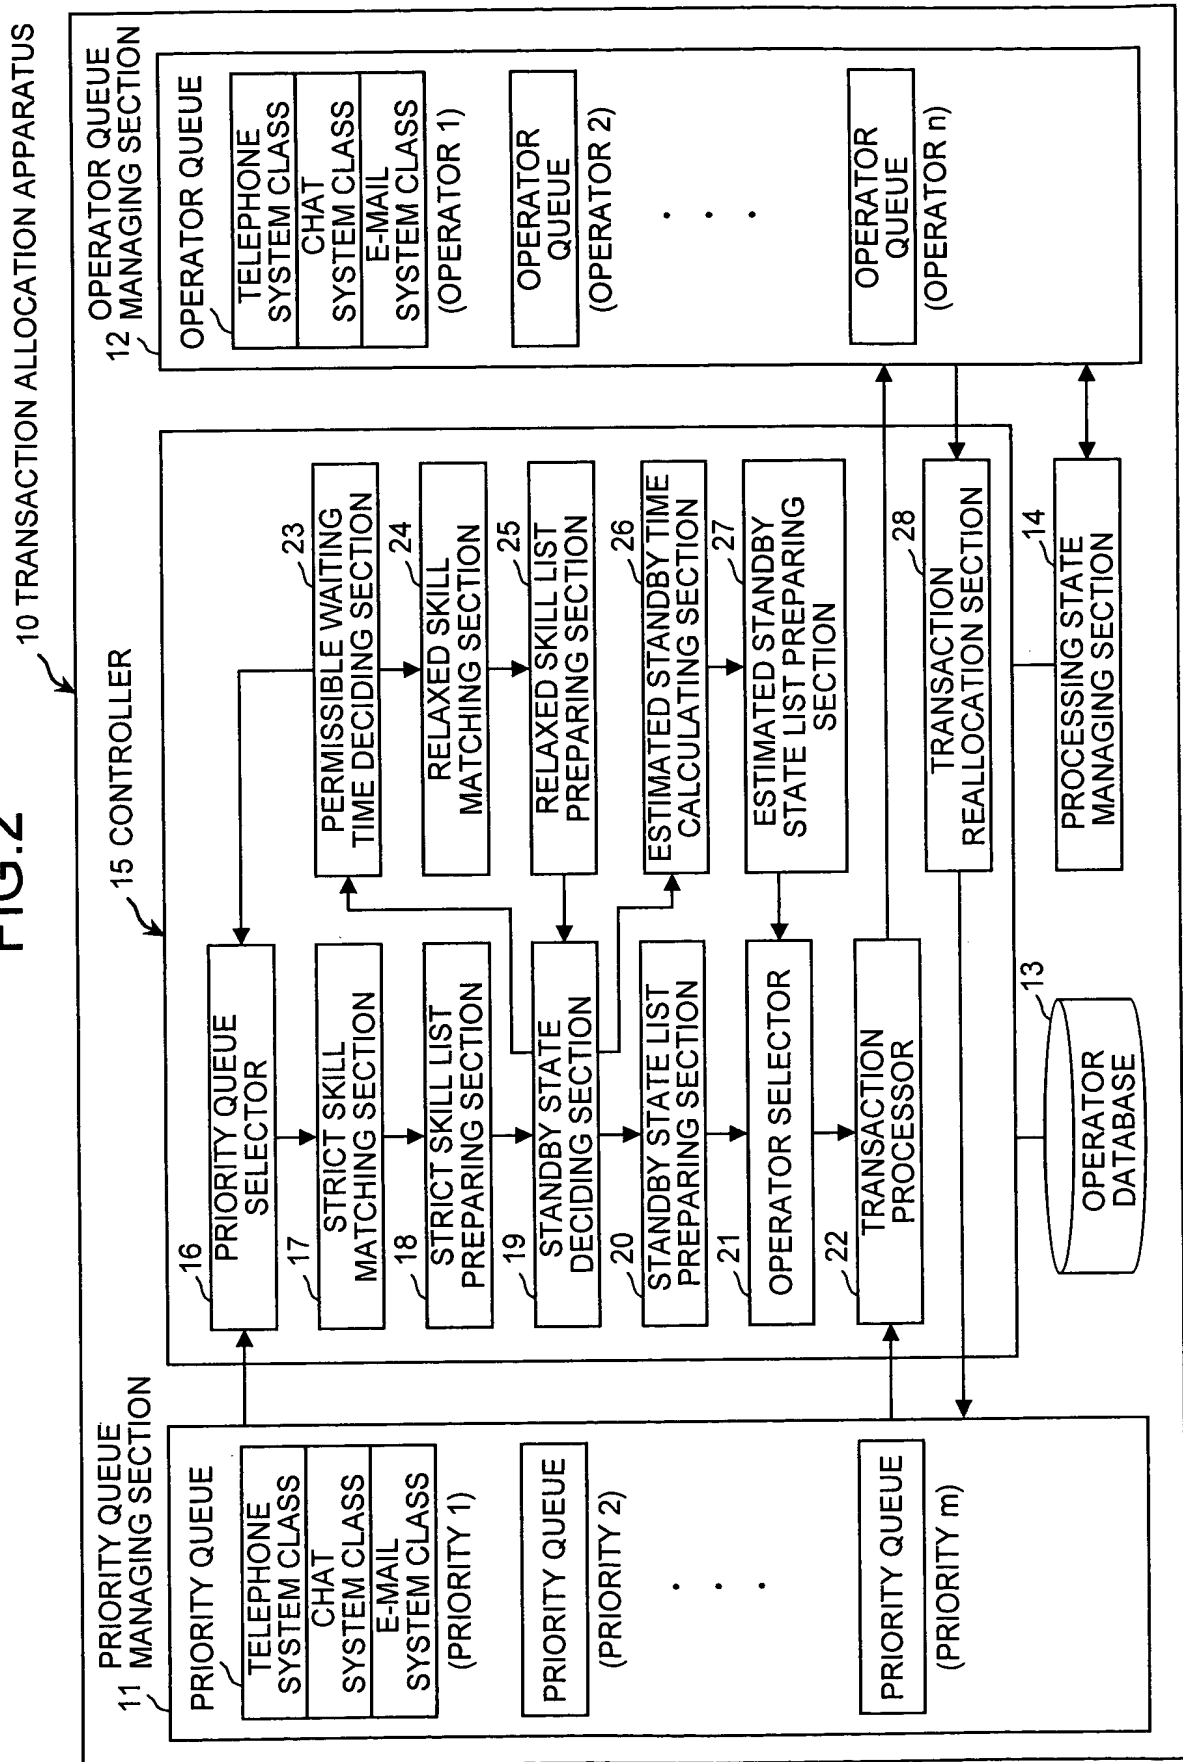 FIG.2
10 TRANSACTION ALLOCATION APPARATUS
11
PRIORITY QUEUE
MANAGING SECTION
PRIORITY QUEUE
TELEPHONE
SYSTEM CLASS
CHAT
SYSTEM CLASS
E-MAIL
SYSTEM CLASS
(PRIORITY 1)
PRIORITY QUEUE
(PRIORITY 2)
. . .
PRIORITY QUEUE
(PRIORITY m)
15 CONTROLLER
16
PRIORITY QUEUE
SELECTOR
17
STRICT SKILL
MATCHING SECTION
18
STRICT SKILL LIST
PREPARING SECTION
19
STANDBY STATE
DECIDING SECTION
20
STANDBY STATE LIST
PREPARING SECTION
21
OPERATOR SELECTOR
22
TRANSACTION
PROCESSOR
23
PERMISSIBLE WAITING
TIME DECIDING SECTION
24
RELAXED SKILL
MATCHING SECTION
25
RELAXED SKILL LIST
PREPARING SECTION
26
ESTIMATED STANDBY TIME
CALCULATING SECTION
27
ESTIMATED STANDBY
STATE LIST PREPARING
SECTION
28
TRANSACTION
REALLOCATION SECTION
13
OPERATOR
DATABASE
14
PROCESSING STATE
MANAGING SECTION
12
OPERATOR QUEUE
MANAGING SECTION
OPERATOR QUEUE
TELEPHONE
SYSTEM CLASS
CHAT
SYSTEM CLASS
E-MAIL
SYSTEM CLASS
(OPERATOR 1)
OPERATOR
QUEUE
(OPERATOR 2)
. . .
OPERATOR
QUEUE
(OPERATOR n)